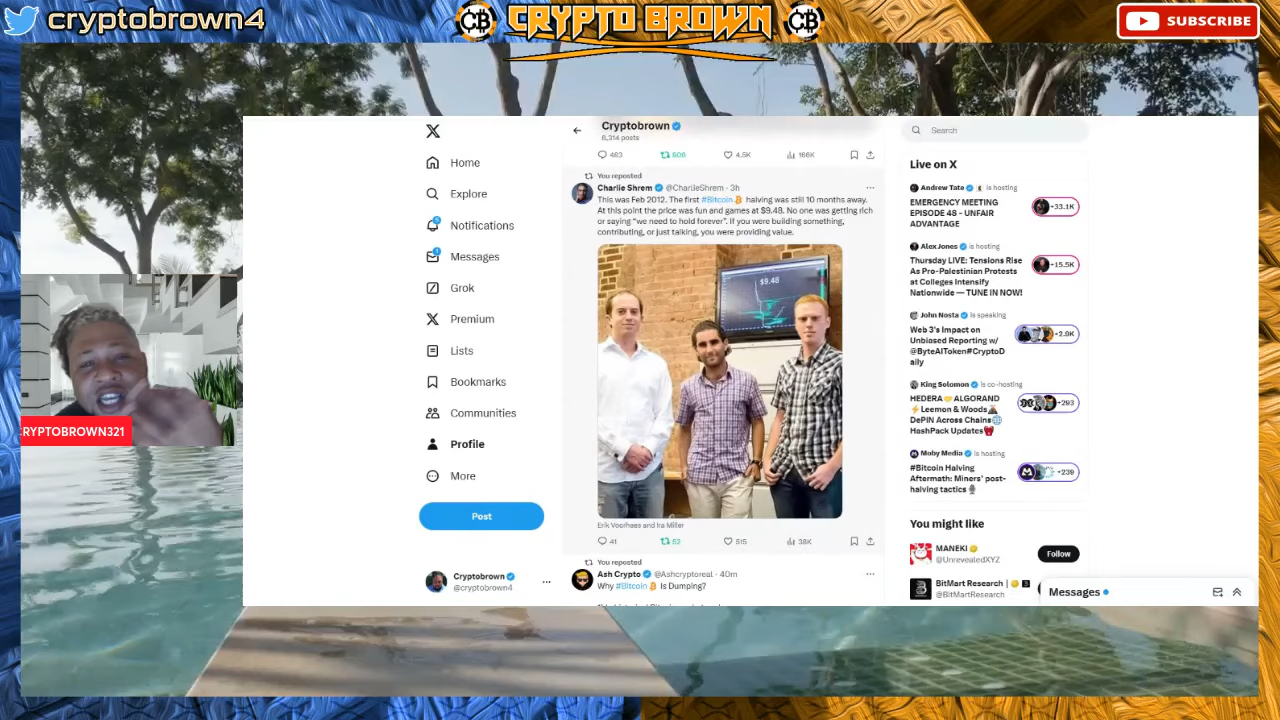 cryptobrown4
CB
CRYPTO BROWN
CB
SUBSCRIBE
CRYPTOBROWN321
Home
Explore
Notifications
Messages
Grok
Premium
Lists
Bookmarks
Communities
Profile
More
Post
Cryptobrown
@cryptobrown4
Cryptobrown
8,314 posts
483
506
4.5K
166K
You reposted
Charlie Shrem @CharlieShrem · 3h
This was Feb 2012. The first #Bitcoin halving was still 10 months away.
At this point the price was fun and games at $9.48. No one was getting rich
or saying "we need to hold forever". If you were building something,
contributing, or just talking, you were providing value.
$9.48
Erik Voorhees and Ira Miller
41
52
515
38K
You reposted
Ash Crypto @Ashcryptoreal · 40m
Why #Bitcoin Is Dumping?
Search
Live on X
Andrew Tate is hosting
EMERGENCY MEETING
EPISODE 48 - UNFAIR
ADVANTAGE
+33.1K
Alex Jones is hosting
Thursday LIVE: Tensions Rise
As Pro-Palestinian Protests
at Colleges Intensify
Nationwide — TUNE IN NOW!
+15.5K
John Nosta is speaking
Web 3's Impact on
Unbiased Reporting w/
@ByteAIToken#CryptoD
aily
+2.9K
King Solomon is co-hosting
HEDERA ALGORAND
Leemon & Woods
DePIN Across Chains
HashPack Updates
+293
Moby Media is hosting
#Bitcoin Halving
Aftermath: Miners' post-
halving tactics
+239
You might like
MANEKI
@UnrevealedXYZ
Follow
BitMart Research
@BitMartResearch
Messages